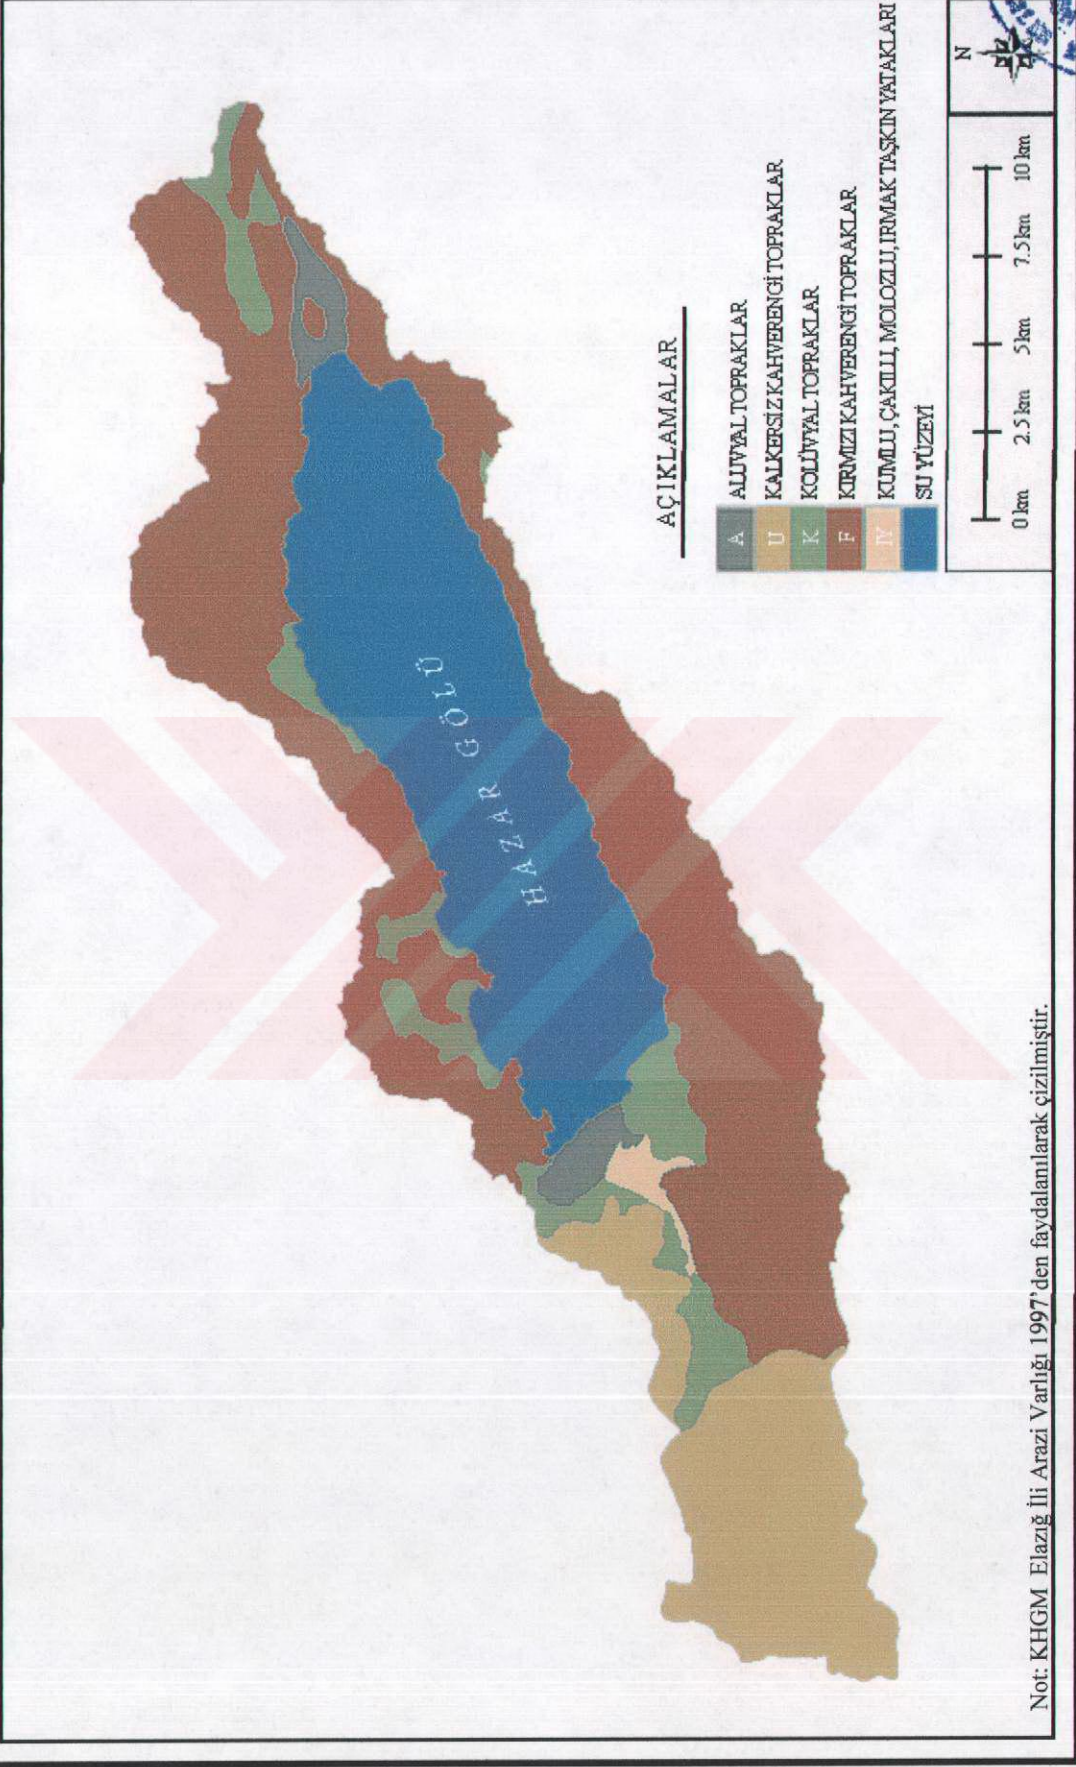 HAZAR GÖLÜ
AÇIKLAMALAR
A ALUVYAL TOPRAKLAR
U KALKERSİZ KAHVERENGİ TOPRAKLAR
K KOLÜVYAL TOPRAKLAR
F KIRMIZI KAHVERENGİ TOPRAKLAR
IY KUMLU, ÇAKILLI, MOLOZLU, IRMAK TAŞKIN YATAKLARI
SU YÜZEYİ
0 km 2.5 km 5 km 7.5 km 10 km
N
Not: KHGM Elazığ İli Arazi Varlığı 1997'den faydalanılarak çizilmiştir.